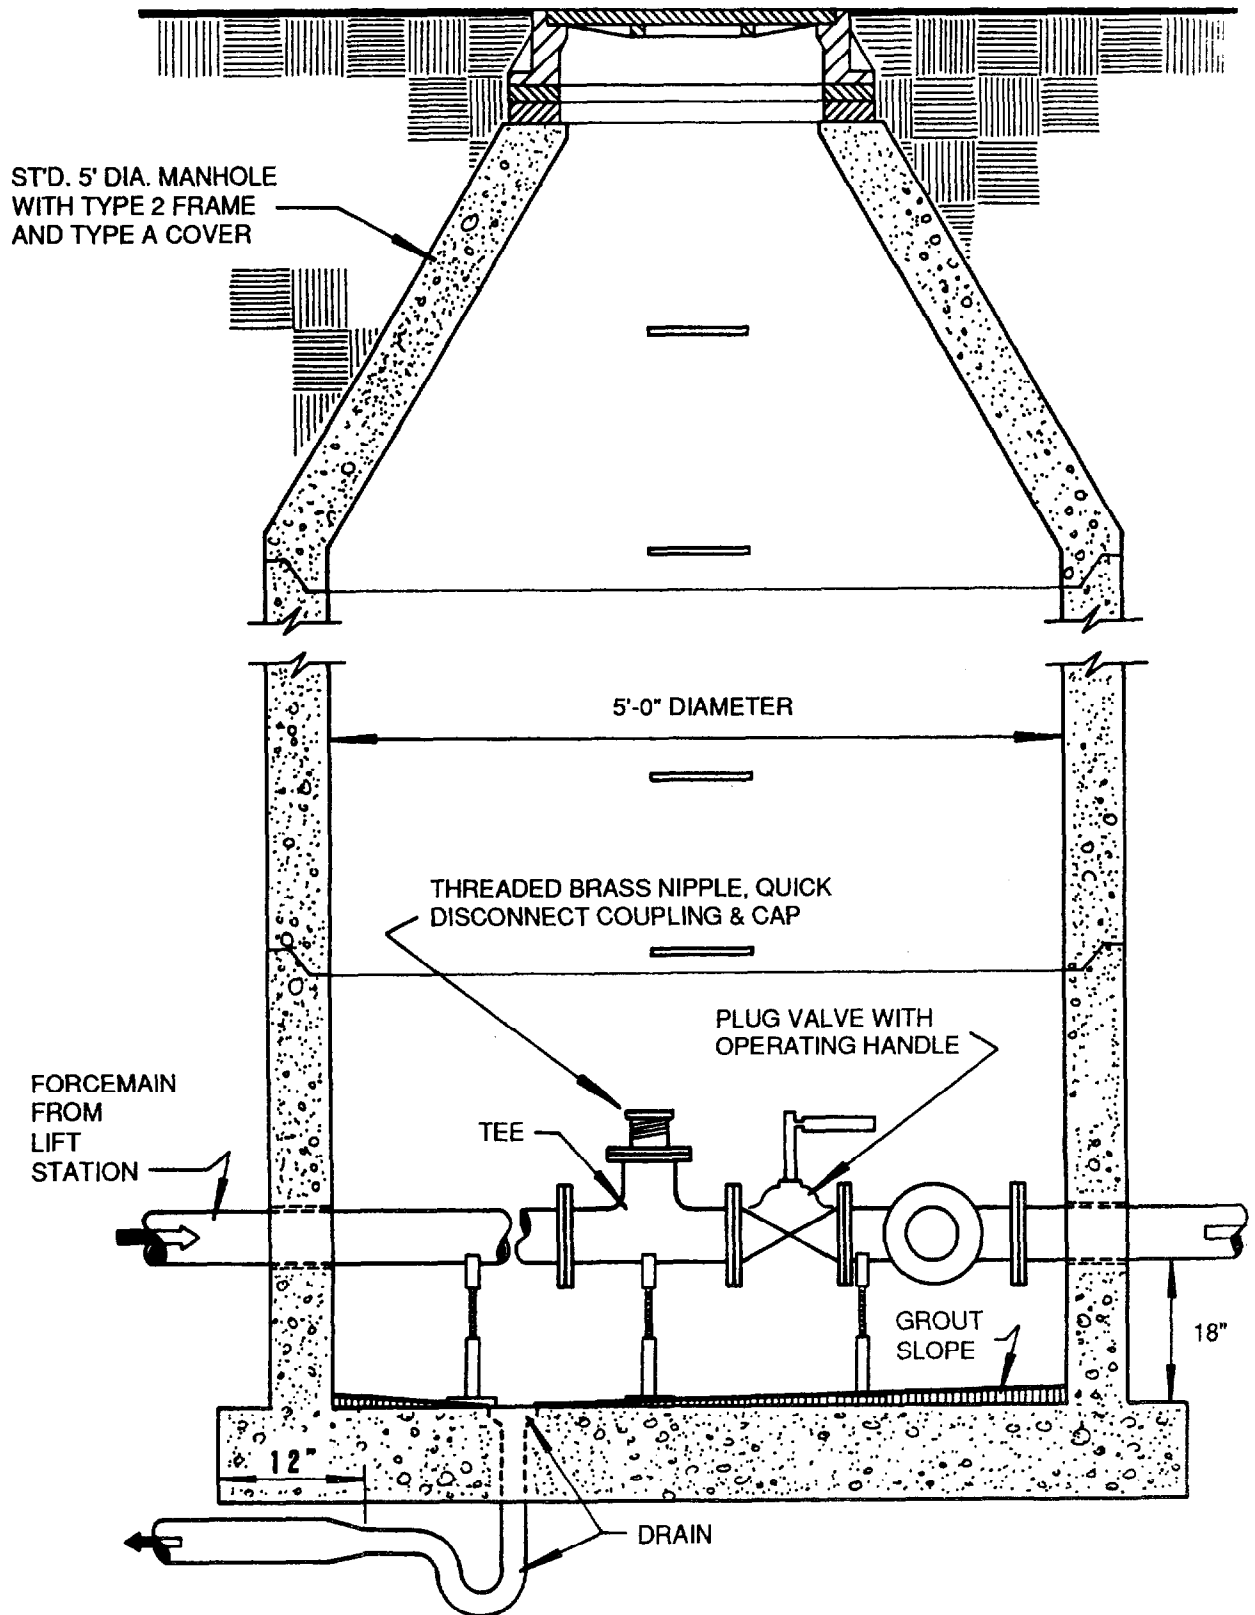 ST'D. 5' DIA. MANHOLE
WITH TYPE 2 FRAME
AND TYPE A COVER
5'-0" DIAMETER
THREADED BRASS NIPPLE, QUICK
DISCONNECT COUPLING & CAP
PLUG VALVE WITH
OPERATING HANDLE
FORCEMAIN
FROM
LIFT
STATION
TEE
GROUT
SLOPE
18"
12"
DRAIN